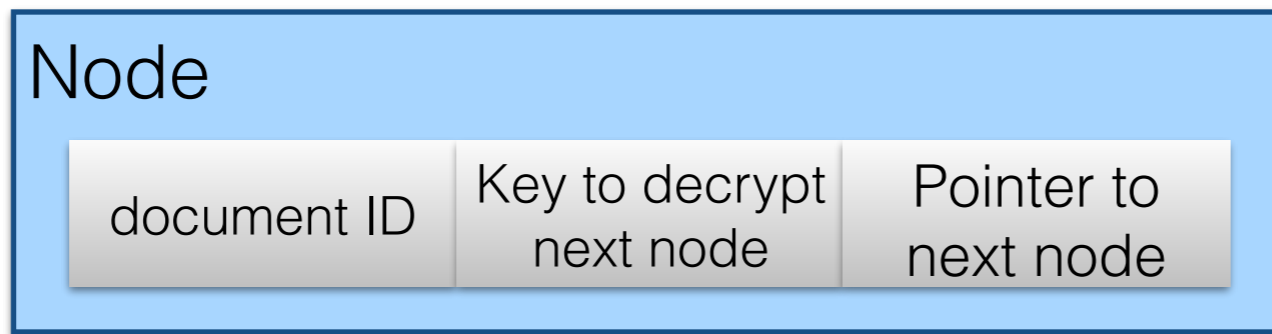 Node
document ID
Key to decrypt
next node
Pointer to
next node